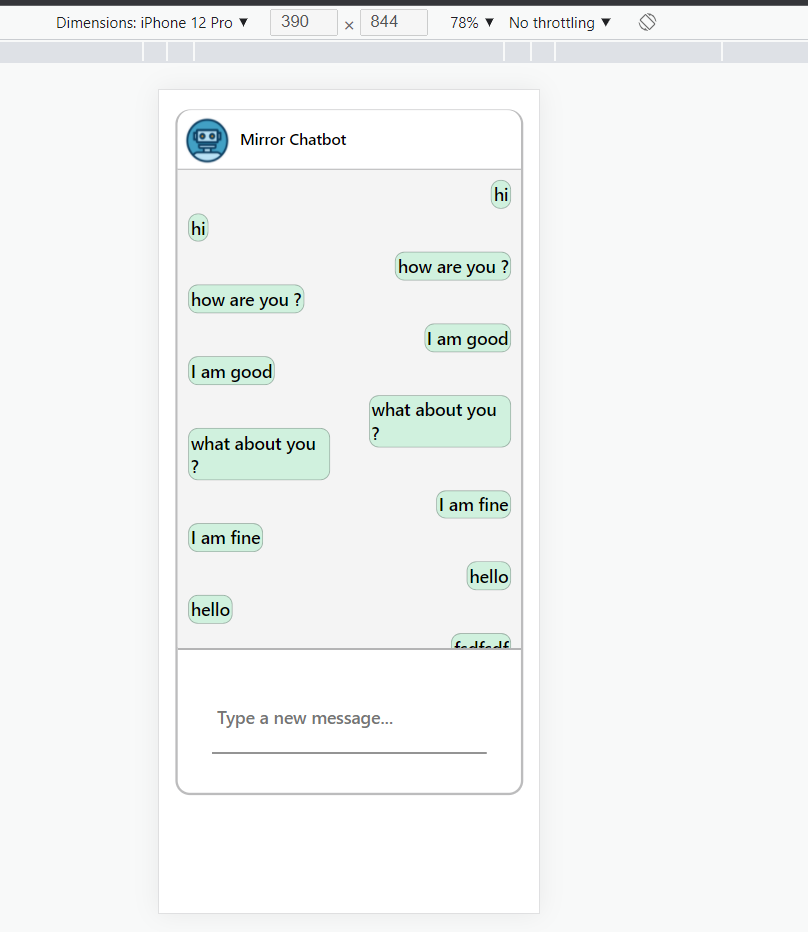 Dimensions: iPhone 12 Pro ▼ 390 × 844 78% ▼ No throttling ▼
Mirror Chatbot
hi
hi
how are you ?
how are you ?
I am good
I am good
what about you
?
what about you
?
I am fine
I am fine
hello
hello
fsdfsdf
Type a new message...